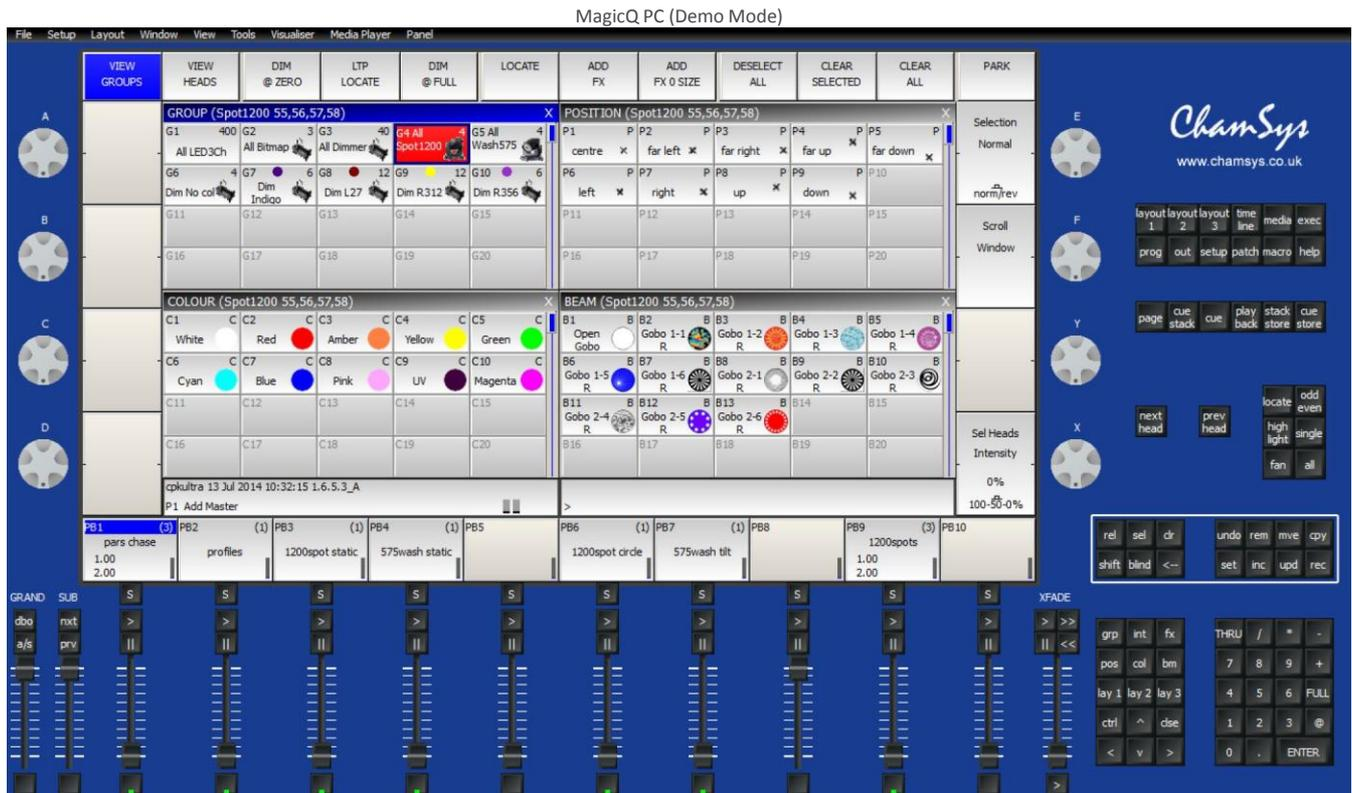 MagicQ PC (Demo Mode)
File Setup Layout Window View Tools Visualiser Media Player Panel
VIEW GROUPS
VIEW HEADS
DIM @ ZERO
LTP LOCATE
DIM @ FULL
LOCATE
ADD FX
ADD FX 0 SIZE
DESELECT ALL
CLEAR SELECTED
CLEAR ALL
PARK
A
B
C
D
GROUP (Spot1200 55,56,57,58) X
G1 400 All LED3Ch
G2 3 All Bitmap
G3 40 All Dimmer
G4 All 4 Spot1200
G5 All 4 Wash575
G6 4 Dim No col
G7 6 Dim Indigo
G8 12 Dim L27
G9 12 Dim R312
G10 6 Dim R356
G11 G12 G13 G14 G15
G16 G17 G18 G19 G20
POSITION (Spot1200 55,56,57,58) X
P1 P centre
P2 P far left
P3 P far right
P4 P far up
P5 P far down
P6 P left
P7 P right
P8 P up
P9 P down
P10
P11 P12 P13 P14 P15
P16 P17 P18 P19 P20
COLOUR (Spot1200 55,56,57,58) X
C1 C White
C2 C Red
C3 C Amber
C4 C Yellow
C5 C Green
C6 C Cyan
C7 C Blue
C8 C Pink
C9 C UV
C10 C Magenta
C11 C12 C13 C14 C15
C16 C17 C18 C19 C20
BEAM (Spot1200 55,56,57,58) X
B1 B Open Gobo
B2 B Gobo 1-1 R
B3 B Gobo 1-2 R
B4 B Gobo 1-3 R
B5 B Gobo 1-4 R
B6 B Gobo 1-5 R
B7 B Gobo 1-6 R
B8 B Gobo 2-1 R
B9 B Gobo 2-2 R
B10 B Gobo 2-3 R
B11 B Gobo 2-4 R
B12 B Gobo 2-5 R
B13 B Gobo 2-6 R
B14 B15
B16 B17 B18 B19 B20
Selection
Normal
norm/rev
Scroll
Window
Sel Heads
Intensity
0%
100-50-0%
cpkultra 13 Jul 2014 10:32:15 1.6.5.3_A
P1 Add Master
>
PB1 (3) pars chase 1.00 2.00
PB2 (1) profiles
PB3 (1) 1200spot static
PB4 (1) 575wash static
PB5
PB6 (1) 1200spot circle
PB7 (1) 575wash tilt
PB8
PB9 (3) 1200spots 1.00 2.00
PB10
E
F
Y
X
ChamSys
www.chamsys.co.uk
layout 1 layout 2 layout 3 time line media exec
prog out setup patch macro help
page cue stack cue play back stack store cue store
next head prev head
locate odd even
high light single
fan all
rel sel clr undo rem mve cpy
shift blind <-- set inc upd rec
GRAND SUB
dbo nxt
a/s prv
S S S S S S S S S S
> > > > > > > > > >
|| || || || || || || || || ||
XFADE
> >>
|| <<
>
grp int fx THRU / * -
pos col bm 7 8 9 +
lay 1 lay 2 lay 3 4 5 6 FULL
ctrl ^ clse 1 2 3 @
< v > 0 . ENTER